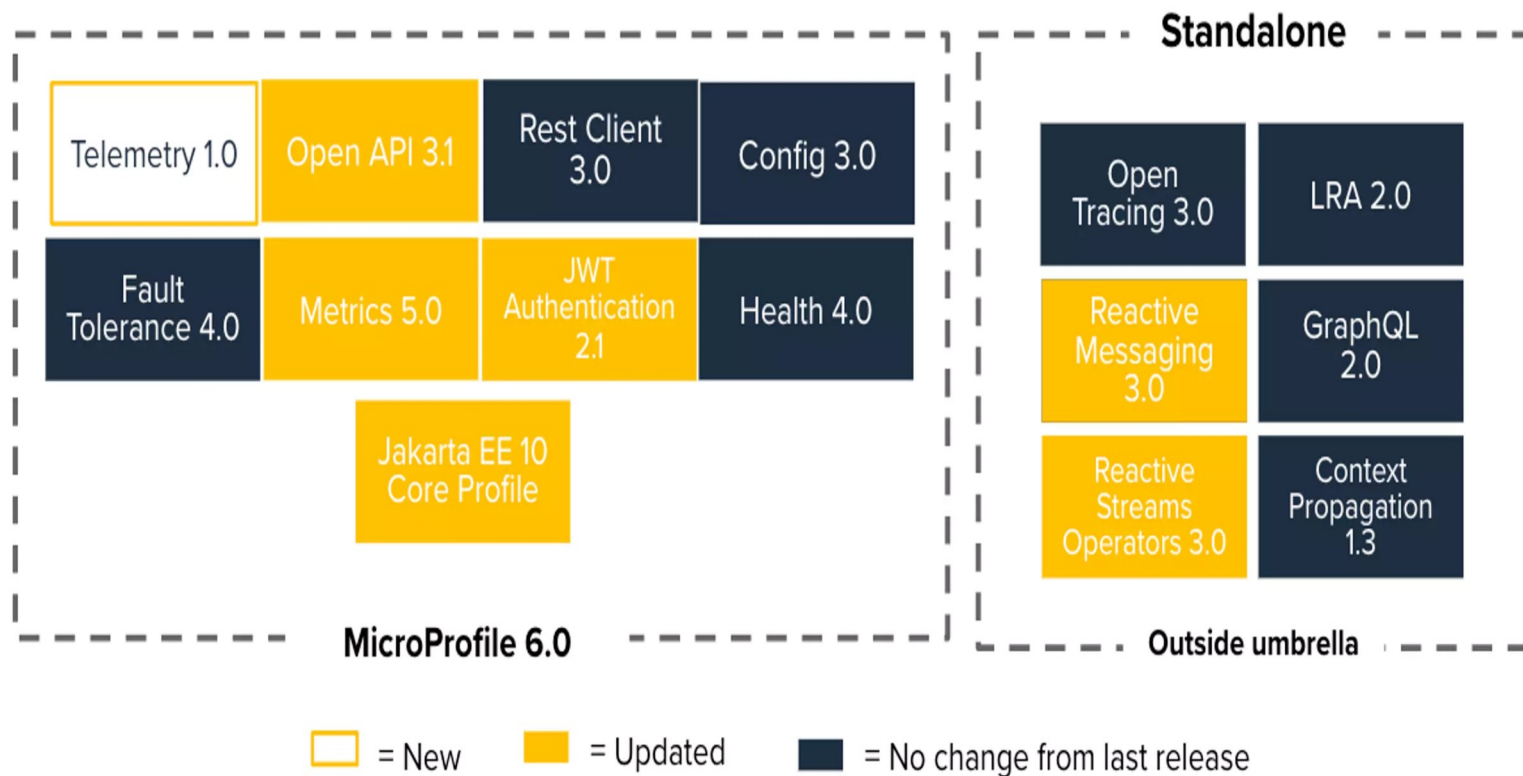 Standalone
Telemetry 1.0
Open API 3.1
Rest Client
3.0
Config 3.0
Fault
Tolerance 4.0
Metrics 5.0
JWT
Authentication
2.1
Health 4.0
Jakarta EE 10
Core Profile
MicroProfile 6.0
Open
Tracing 3.0
LRA 2.0
Reactive
Messaging
3.0
GraphQL
2.0
Reactive
Streams
Operators 3.0
Context
Propagation
1.3
Outside umbrella
= New
= Updated
= No change from last release